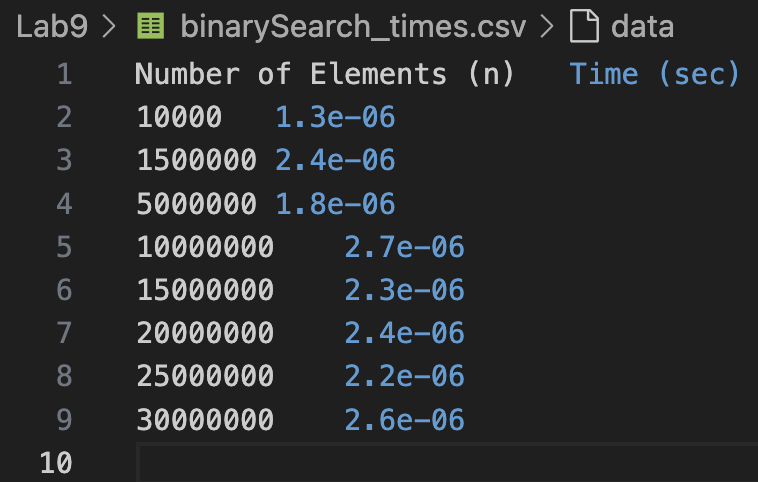 Lab9 > binarySearch_times.csv > data
1 Number of Elements (n) Time (sec)
2 10000 1.3e-06
3 1500000 2.4e-06
4 5000000 1.8e-06
5 10000000 2.7e-06
6 15000000 2.3e-06
7 20000000 2.4e-06
8 25000000 2.2e-06
9 30000000 2.6e-06
10